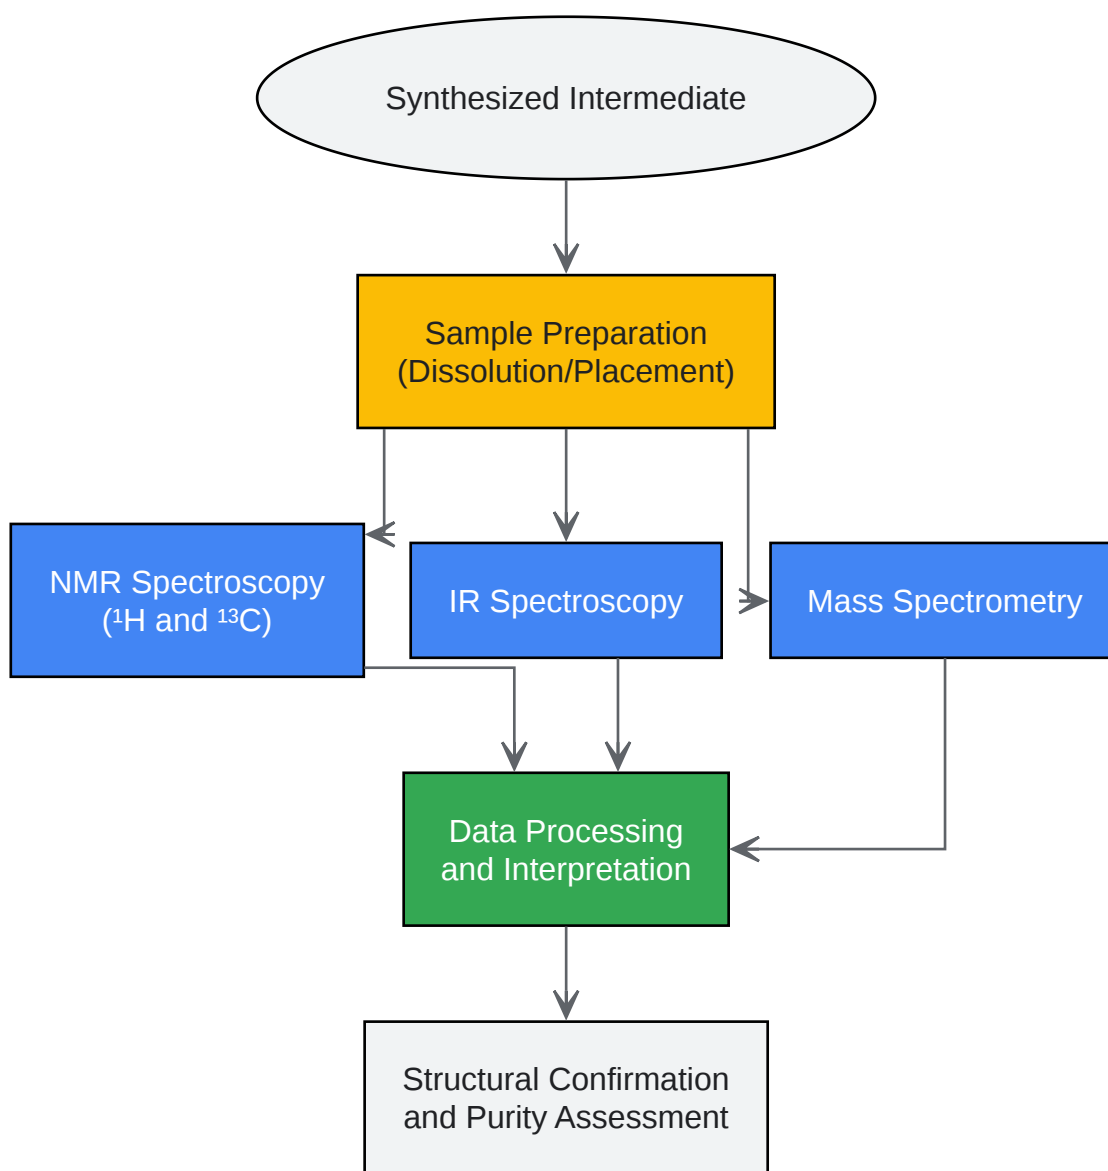 Synthesized Intermediate
Sample Preparation
(Dissolution/Placement)
NMR Spectroscopy
(¹H and ¹³C)
IR Spectroscopy
Mass Spectrometry
Data Processing
and Interpretation
Structural Confirmation
and Purity Assessment